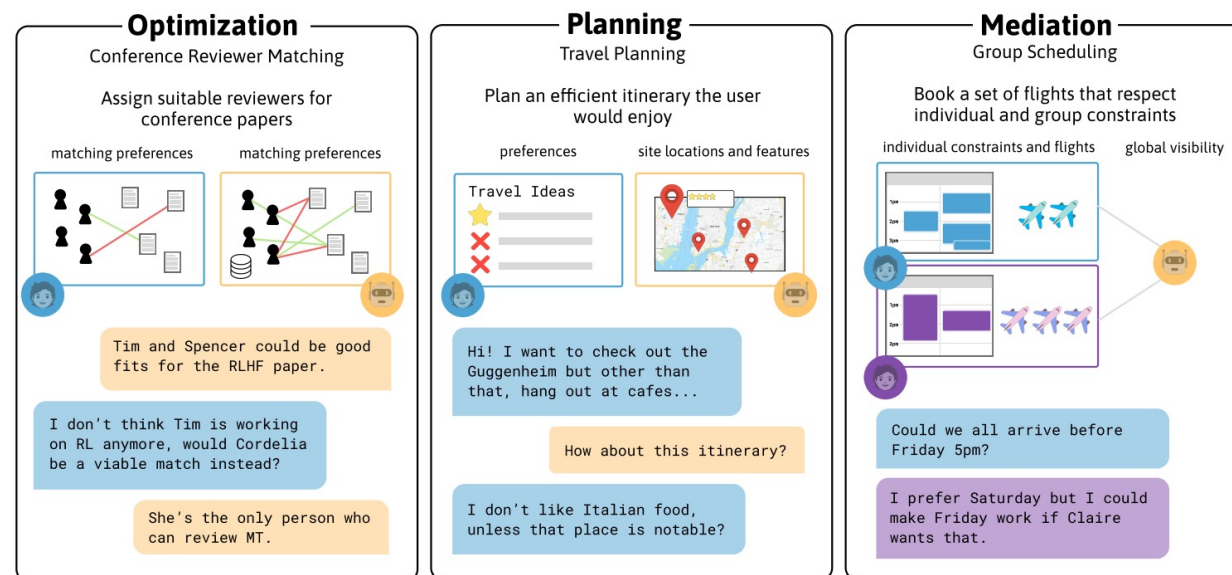 Optimization
Conference Reviewer Matching
Assign suitable reviewers for
conference papers
matching preferences
matching preferences
Tim and Spencer could be good
fits for the RLHF paper.
I don’t think Tim is working
on RL anymore, would Cordelia
be a viable match instead?
She’s the only person who
can review MT.
Planning
Travel Planning
Plan an efficient itinerary the user
would enjoy
preferences
site locations and features
Travel Ideas
Hi! I want to check out the
Guggenheim but other than
that, hang out at cafes...
How about this itinerary?
I don’t like Italian food,
unless that place is notable?
Mediation
Group Scheduling
Book a set of flights that respect
individual and group constraints
individual constraints and flights
global visibility
1pm
2pm
3pm
1pm
2pm
3pm
Could we all arrive before
Friday 5pm?
I prefer Saturday but I could
make Friday work if Claire
wants that.